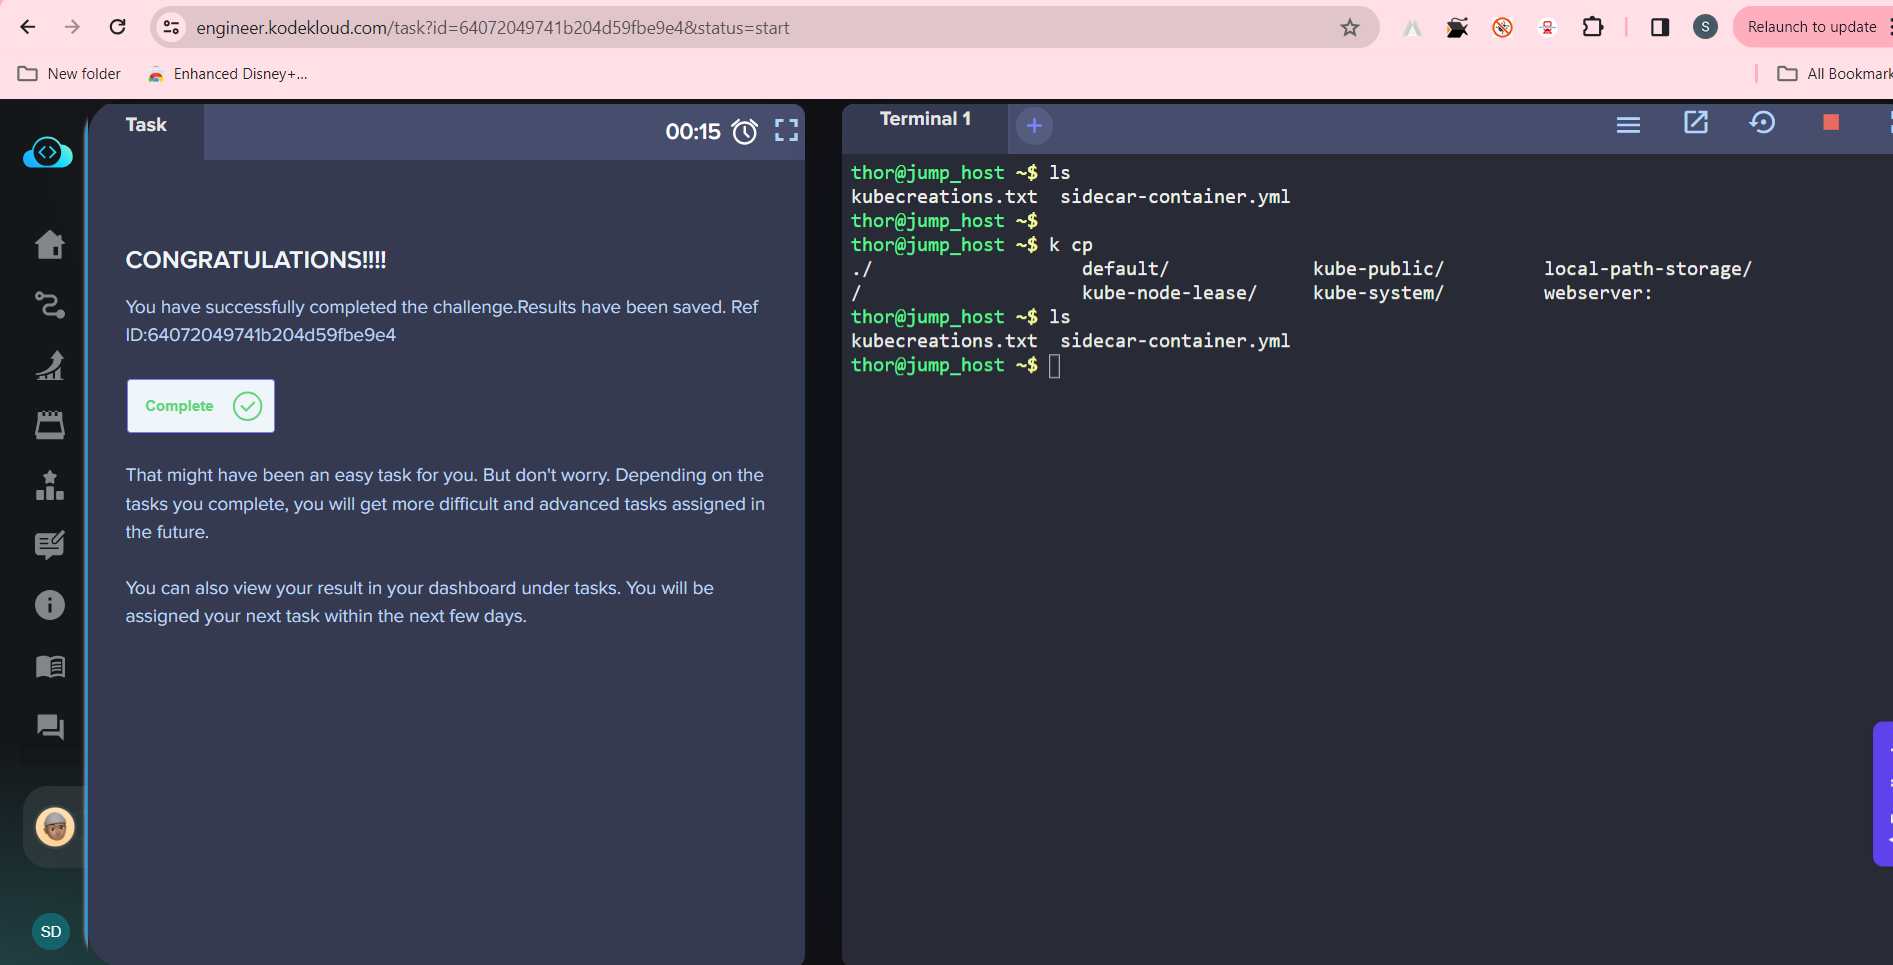 engineer.kodekloud.com/task?id=64072049741b204d59fbe9e4&status=start
S
Relaunch to update
New folder
Enhanced Disney+...
All Bookmark
Task
00:15
CONGRATULATIONS!!!!
You have successfully completed the challenge.Results have been saved. Ref
ID:64072049741b204d59fbe9e4
Complete
That might have been an easy task for you. But don't worry. Depending on the
tasks you complete, you will get more difficult and advanced tasks assigned in
the future.
You can also view your result in your dashboard under tasks. You will be
assigned your next task within the next few days.
SD
Terminal 1
+
thor@jump_host ~$ ls
kubecreations.txt  sidecar-container.yml
thor@jump_host ~$
thor@jump_host ~$ k cp
./ default/ kube-public/ local-path-storage/
/ kube-node-lease/ kube-system/ webserver:
thor@jump_host ~$ ls
kubecreations.txt  sidecar-container.yml
thor@jump_host ~$